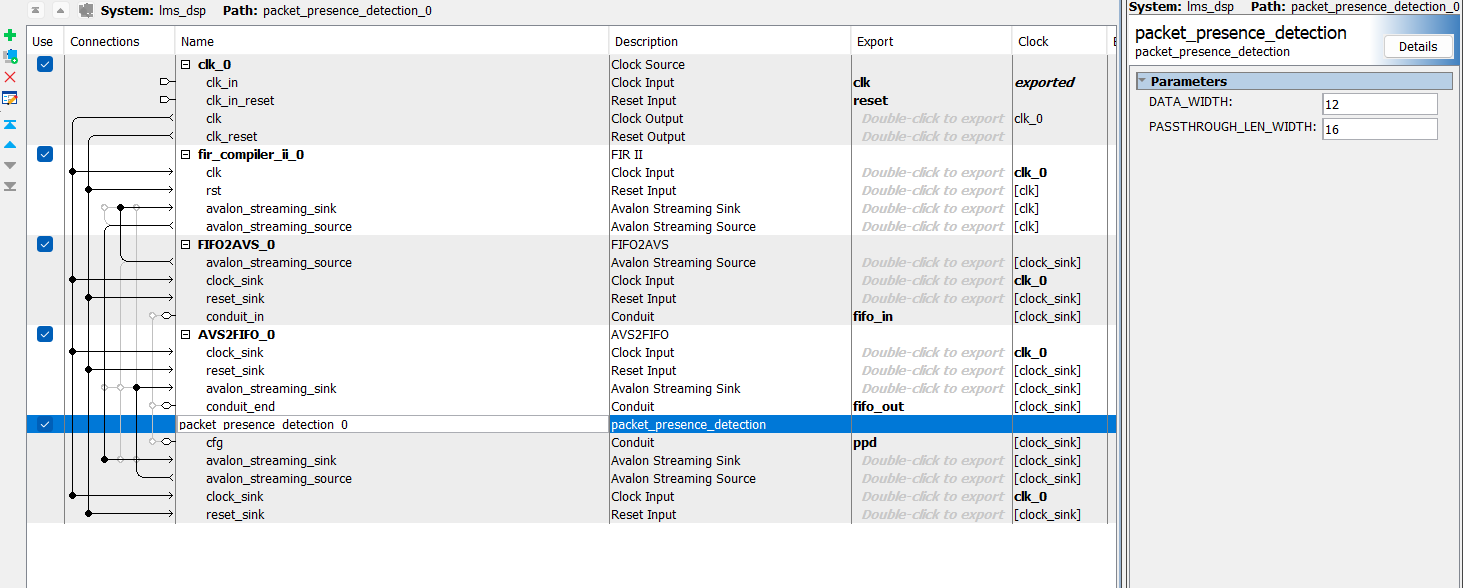 System: lms_dsp Path: packet_presence_detection_0
Use Connections Name Description Export Clock
clk_0 Clock Source
clk_in Clock Input clk exported
clk_in_reset Reset Input reset
clk Clock Output Double-click to export clk_0
clk_reset Reset Output Double-click to export
fir_compiler_ii_0 FIR II
clk Clock Input Double-click to export clk_0
rst Reset Input Double-click to export [clk]
avalon_streaming_sink Avalon Streaming Sink Double-click to export [clk]
avalon_streaming_source Avalon Streaming Source Double-click to export [clk]
FIFO2AVS_0 FIFO2AVS
avalon_streaming_source Avalon Streaming Source Double-click to export [clock_sink]
clock_sink Clock Input Double-click to export clk_0
reset_sink Reset Input Double-click to export [clock_sink]
conduit_in Conduit fifo_in [clock_sink]
AVS2FIFO_0 AVS2FIFO
clock_sink Clock Input Double-click to export clk_0
reset_sink Reset Input Double-click to export [clock_sink]
avalon_streaming_sink Avalon Streaming Sink Double-click to export [clock_sink]
conduit_end Conduit fifo_out [clock_sink]
packet_presence_detection_0 packet_presence_detection
cfg Conduit ppd [clock_sink]
avalon_streaming_sink Avalon Streaming Sink Double-click to export [clock_sink]
avalon_streaming_source Avalon Streaming Source Double-click to export [clock_sink]
clock_sink Clock Input Double-click to export clk_0
reset_sink Reset Input Double-click to export [clock_sink]
System: lms_dsp Path: packet_presence_detection_0
packet_presence_detection
packet_presence_detection
Details
Parameters
DATA_WIDTH: 12
PASSTHROUGH_LEN_WIDTH: 16